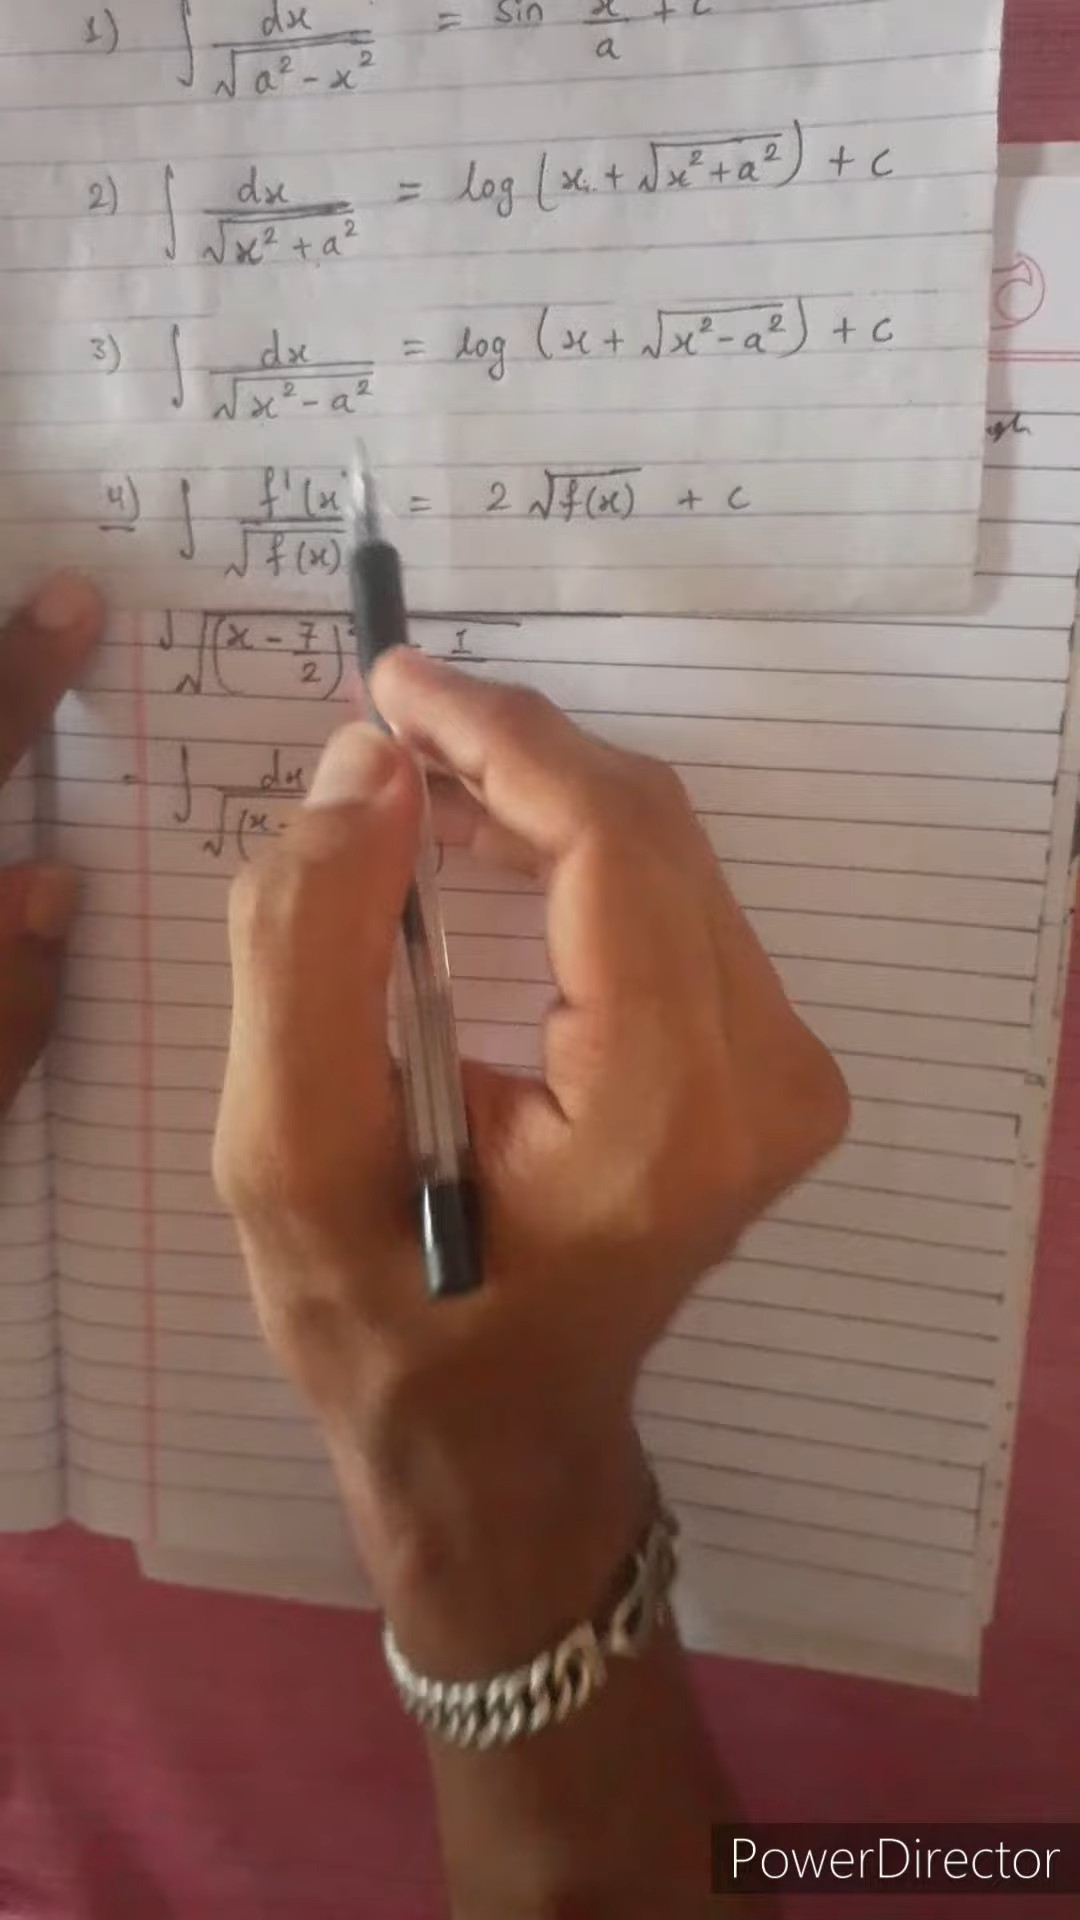 1) ∫ dx / √(a² - x²) = sin x/a + c
2) ∫ dx / √(x² + a²) = log (x + √(x² + a²)) + c
3) ∫ dx / √(x² - a²) = log (x + √(x² - a²)) + c
4) ∫ f'(x / √f(x) = 2 √f(x) + c
∫ √(x - 7/2) - 1
= ∫ dx / √(x -
PowerDirector